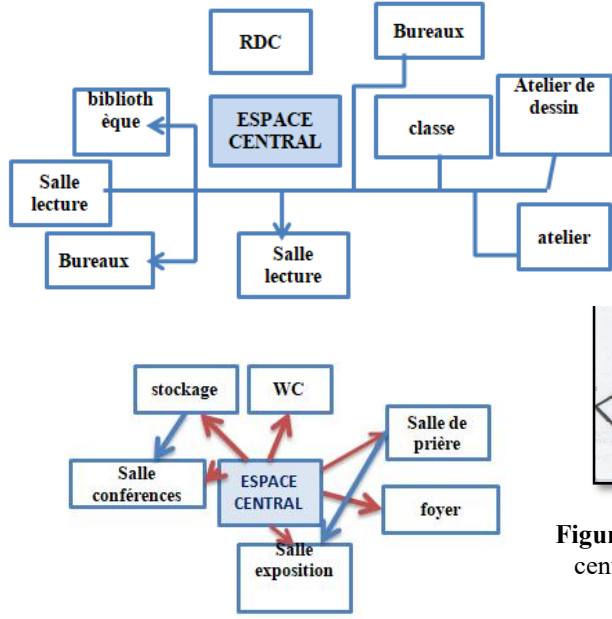 RDC
Bureaux
biblioth
èque
ESPACE
CENTRAL
classe
Atelier de
dessin
Salle
lecture
Bureaux
Salle
lecture
atelier
stockage
WC
Salle de
prière
Salle
conférences
ESPACE
CENTRAL
foyer
Salle
exposition
Figur
cent